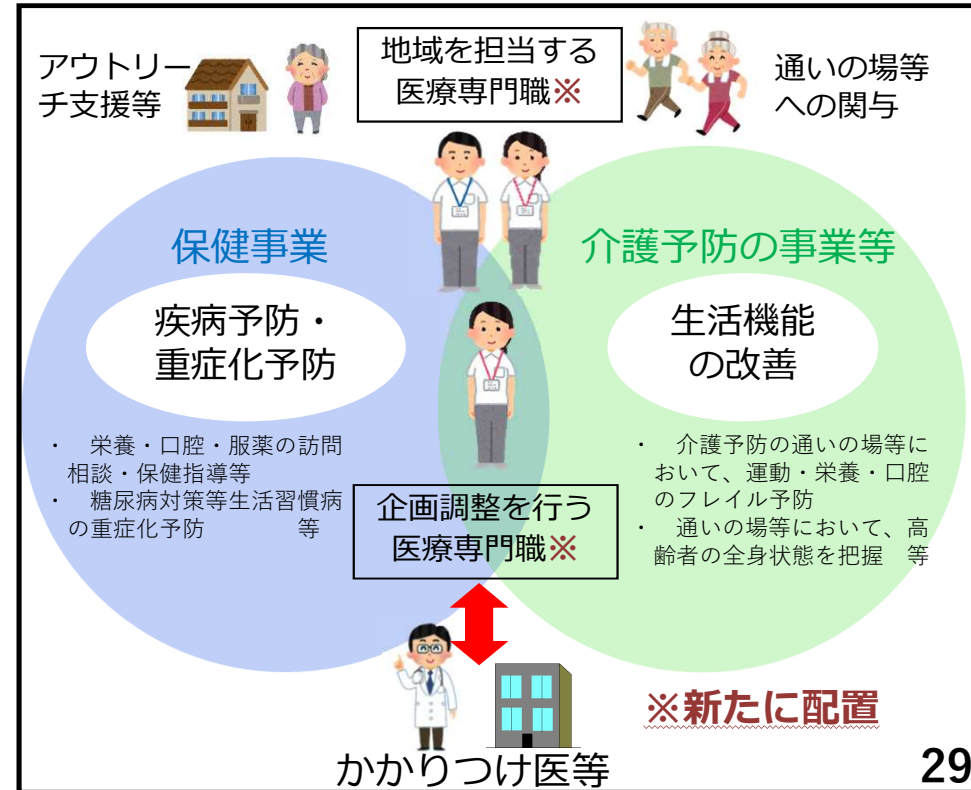 アウトリー
チ支援等
地域を担当する
医療専門職※
通いの場等
への関与
保健事業
介護予防の事業等
疾病予防・
重症化予防
生活機能
の改善
・　栄養・口腔・服薬の訪問
相談・保健指導等
・　糖尿病対策等生活習慣病
の重症化予防　　　　等
・　介護予防の通いの場等に
おいて、運動・栄養・口腔
のフレイル予防
・　通いの場等において、高
齢者の全身状態を把握　等
企画調整を行う
医療専門職※
※新たに配置
かかりつけ医等
29